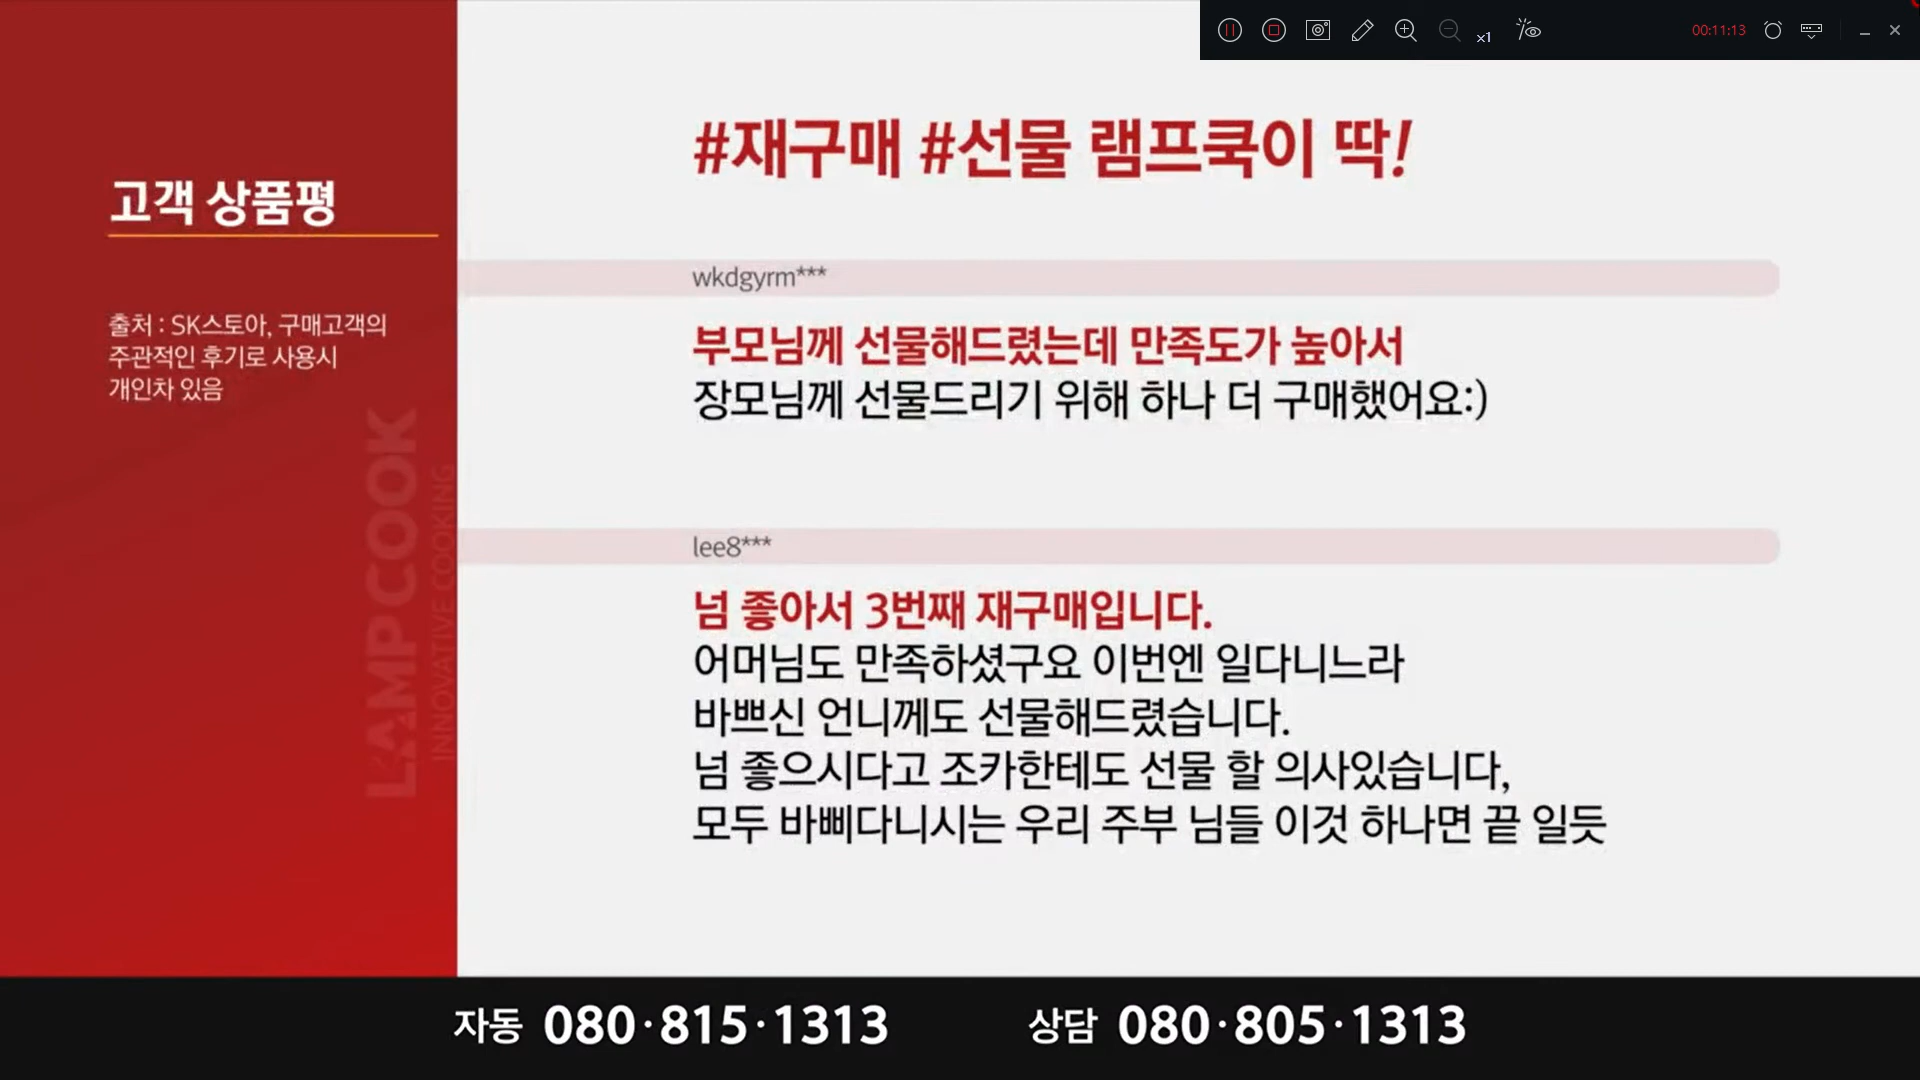 x1
00:11:13
고객 상품평
출처 : SK스토아, 구매고객의
주관적인 후기로 사용시
개인차 있음
LAMPCOOK
INNOVATIVE COOKING
#재구매 #선물 램프쿡이 딱!
wkdgyrm***
부모님께 선물해드렸는데 만족도가 높아서
장모님께 선물드리기 위해 하나 더 구매했어요:)
lee8***
넘 좋아서 3번째 재구매입니다.
어머님도 만족하셨구요 이번엔 일다니느라
바쁘신 언니께도 선물해드렸습니다.
넘 좋으시다고 조카한테도 선물 할 의사있습니다,
모두 바삐다니시는 우리 주부 님들 이것 하나면 끝 일듯
자동 080·815·1313
상담 080·805·1313